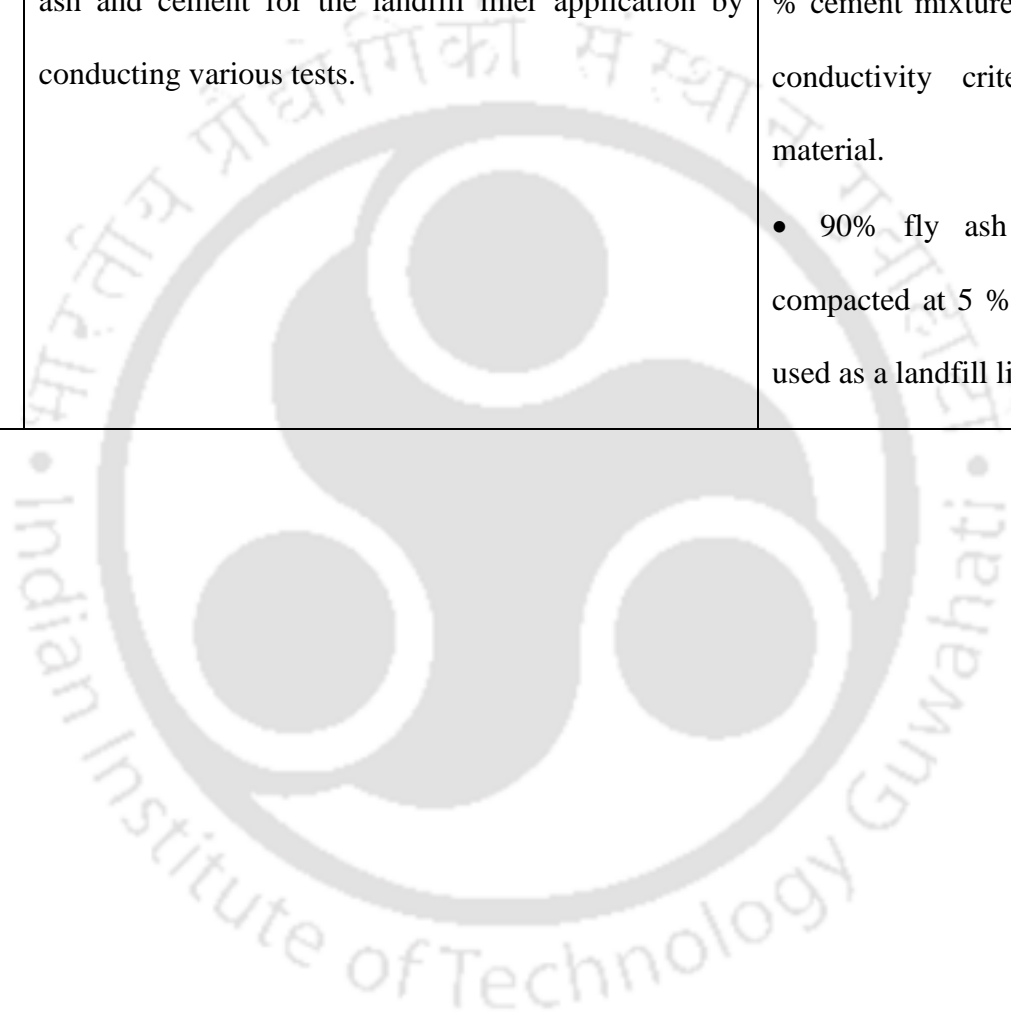 ash and cement for the landfill liner application by
conducting various tests.
% cement mixture
conductivity crite
material.
• 90% fly ash
compacted at 5 %
used as a landfill li
भारतीय प्रौद्योगिकी संस्थान गुवाहाटी
Indian Institute of Technology Guwahati